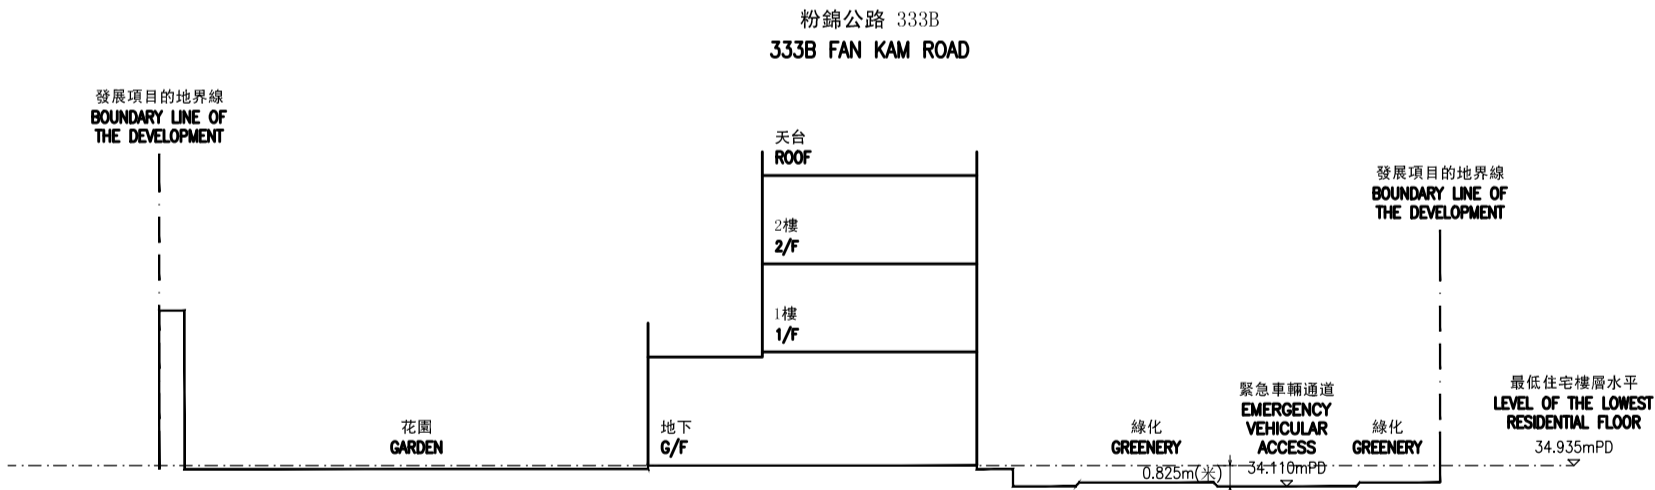 粉錦公路 333B
333B FAN KAM ROAD
發展項目的地界線
BOUNDARY LINE OF
THE DEVELOPMENT
天台
ROOF
發展項目的地界線
BOUNDARY LINE OF
THE DEVELOPMENT
2樓
2/F
1樓
1/F
花園
GARDEN
地下
G/F
綠化
GREENERY
緊急車輛通道
EMERGENCY
VEHICULAR
ACCESS
34.110mPD
綠化
GREENERY
0.825m(米)
最低住宅樓層水平
LEVEL OF THE LOWEST
RESIDENTIAL FLOOR
34.935mPD